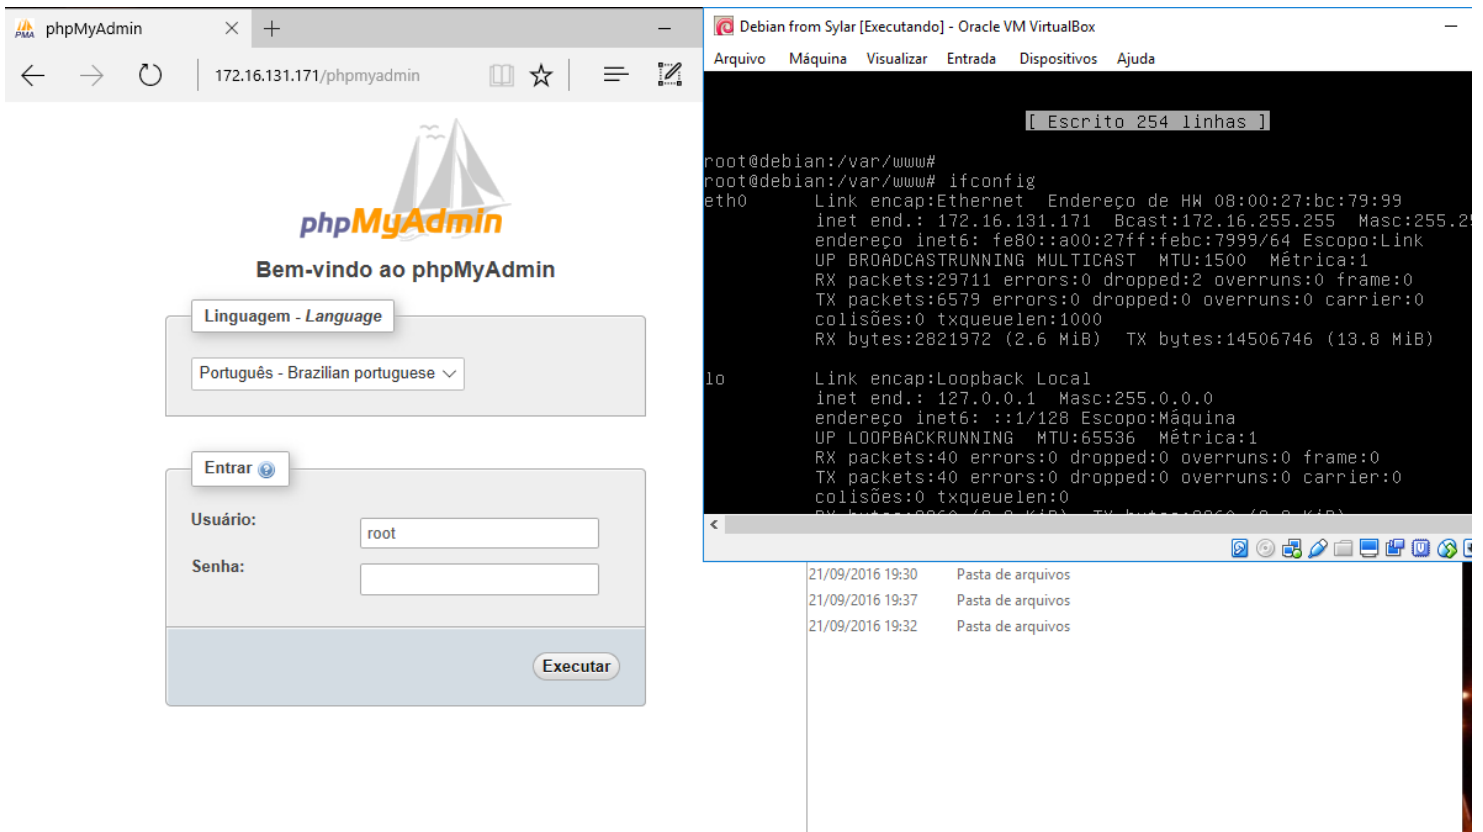 phpMyAdmin
172.16.131.171/phpmyadmin
phpMyAdmin
Bem-vindo ao phpMyAdmin
Linguagem - Language
Português - Brazilian portuguese
Entrar
Usuário:
root
Senha:
Executar
Debian from Sylar [Executando] - Oracle VM VirtualBox
Arquivo Máquina Visualizar Entrada Dispositivos Ajuda
[ Escrito 254 linhas ]
root@debian:/var/www#
root@debian:/var/www# ifconfig
eth0 Link encap:Ethernet Endereço de HW 08:00:27:bc:79:99
inet end.: 172.16.131.171 Bcast:172.16.255.255 Masc:255.25
endereço inet6: fe80::a00:27ff:febc:7999/64 Escopo:Link
UP BROADCASTRUNNING MULTICAST MTU:1500 Métrica:1
RX packets:29711 errors:0 dropped:2 overruns:0 frame:0
TX packets:6579 errors:0 dropped:0 overruns:0 carrier:0
colisões:0 txqueuelen:1000
RX bytes:2821972 (2.6 MiB) TX bytes:14506746 (13.8 MiB)
lo Link encap:Loopback Local
inet end.: 127.0.0.1 Masc:255.0.0.0
endereço inet6: ::1/128 Escopo:Máquina
UP LOOPBACKRUNNING MTU:65536 Métrica:1
RX packets:40 errors:0 dropped:0 overruns:0 frame:0
TX packets:40 errors:0 dropped:0 overruns:0 carrier:0
colisões:0 txqueuelen:0
21/09/2016 19:30 Pasta de arquivos
21/09/2016 19:37 Pasta de arquivos
21/09/2016 19:32 Pasta de arquivos